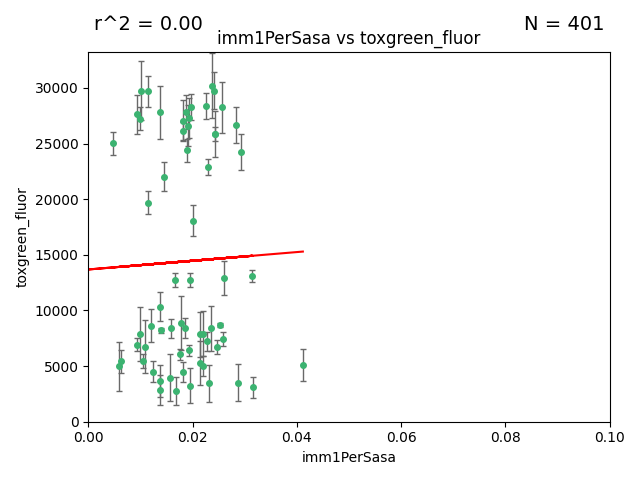 r^2 = 0.00
N = 401
imm1PerSasa vs toxgreen_fluor
toxgreen_fluor
30000
25000
20000
15000
10000
5000
0
0.00
0.02
0.04
0.06
0.08
0.10
imm1PerSasa